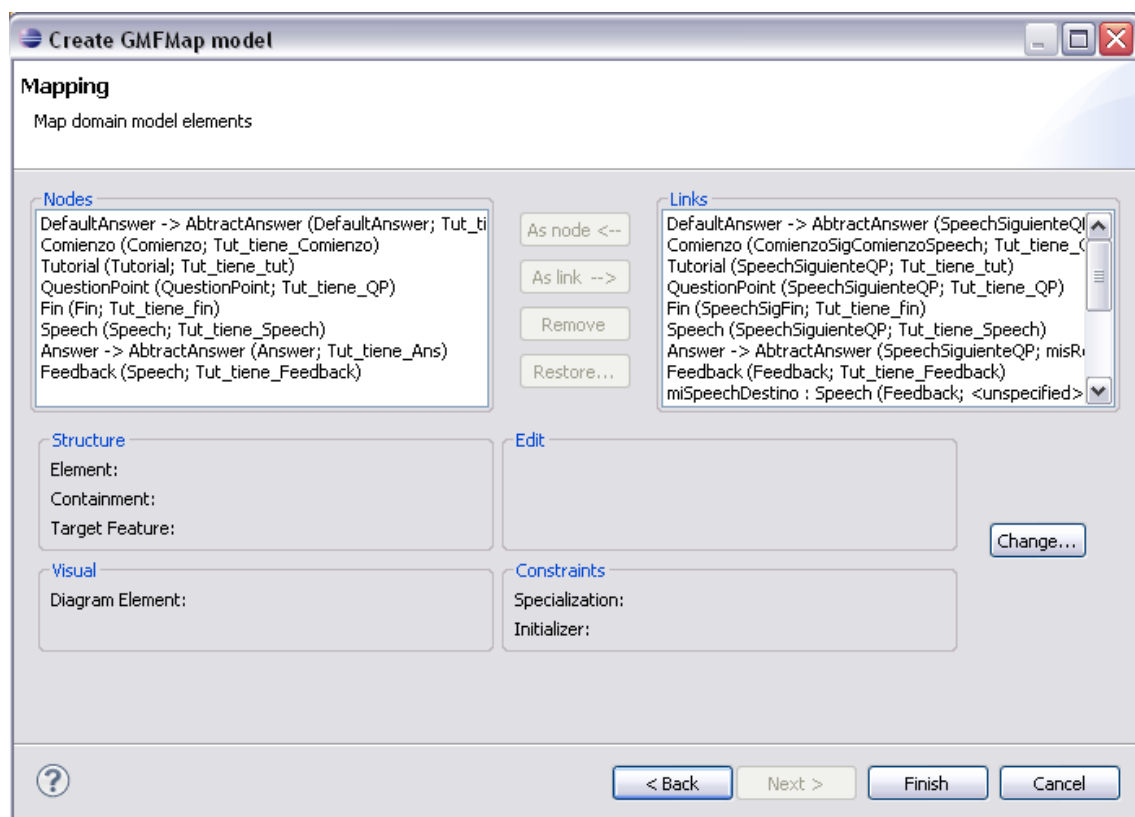 Create GMFMap model
Mapping
Map domain model elements
Nodes
DefaultAnswer -> AbtractAnswer (DefaultAnswer; Tut_ti
Comienzo (Comienzo; Tut_tiene_Comienzo)
Tutorial (Tutorial; Tut_tiene_tut)
QuestionPoint (QuestionPoint; Tut_tiene_QP)
Fin (Fin; Tut_tiene_fin)
Speech (Speech; Tut_tiene_Speech)
Answer -> AbtractAnswer (Answer; Tut_tiene_Ans)
Feedback (Speech; Tut_tiene_Feedback)
As node <--
As link -->
Remove
Restore...
Links
DefaultAnswer -> AbtractAnswer (SpeechSiguienteQ
Comienzo (ComienzoSigComienzoSpeech; Tut_tiene_
Tutorial (SpeechSiguienteQP; Tut_tiene_tut)
QuestionPoint (SpeechSiguienteQP; Tut_tiene_QP)
Fin (SpeechSigFin; Tut_tiene_fin)
Speech (SpeechSiguienteQP; Tut_tiene_Speech)
Answer -> AbtractAnswer (SpeechSiguienteQP; misR
Feedback (Feedback; Tut_tiene_Feedback)
miSpeechDestino : Speech (Feedback; <unspecified>
Structure
Element:
Containment:
Target Feature:
Edit
Change...
Visual
Diagram Element:
Constraints
Specialization:
Initializer:
?
< Back
Next >
Finish
Cancel